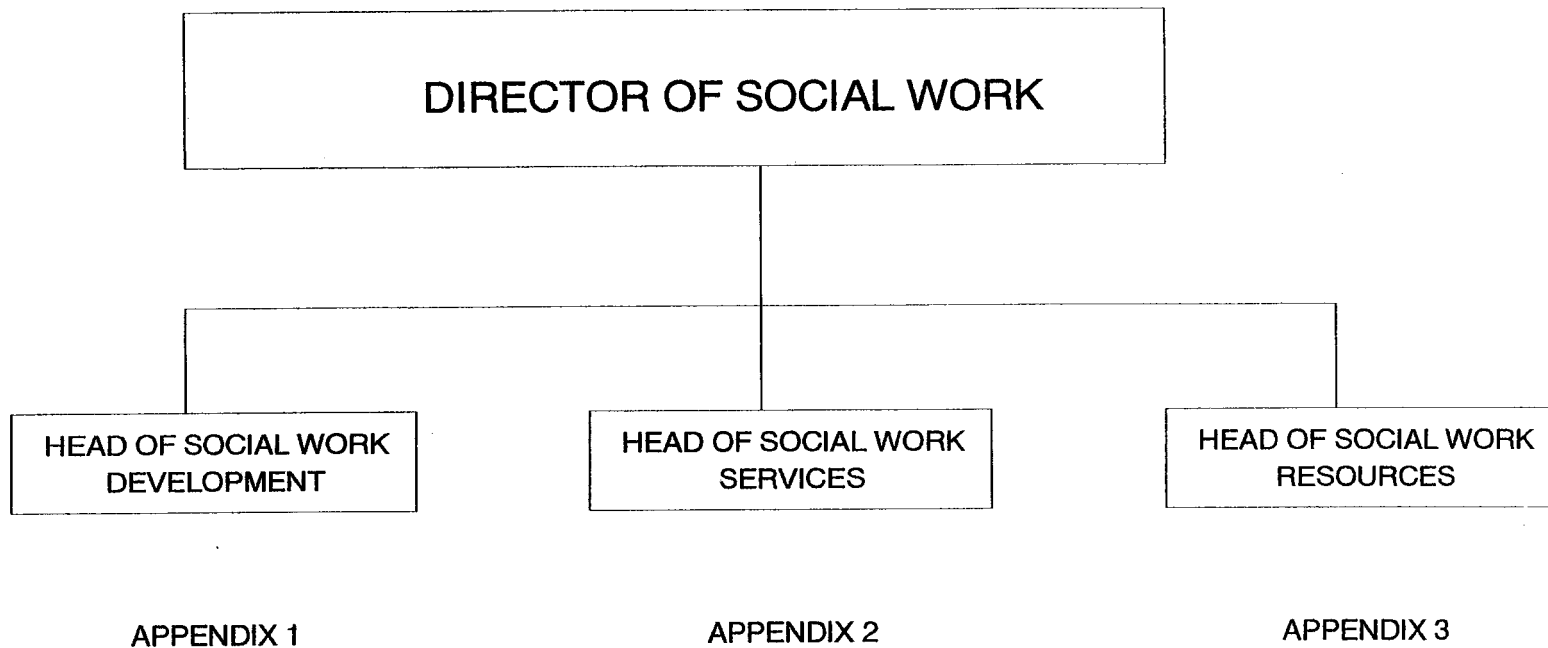 DIRECTOR OF SOCIAL WORK
HEAD OF SOCIAL WORK
DEVELOPMENT
HEAD OF SOCIAL WORK
SERVICES
HEAD OF SOCIAL WORK
RESOURCES
APPENDIX 1
APPENDIX 2
APPENDIX 3